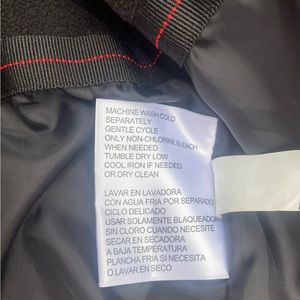 MACHINE WASH COLD
SEPARATELY
GENTLE CYCLE
ONLY NON-CHLORINE BLEACH
WHEN NEEDED
TUMBLE DRY LOW
COOL IRON IF NEEDED
OR DRY CLEAN
LAVAR EN LAVADORA
CON AGUA FRIA POR SEPARADO
CICLO DELICADO
USAR SOLAMENTE BLANQUEADOR
SIN CLORO CUANDO NECESITE
SECAR EN SECADORA
A BAJA TEMPERATURA
PLANCHA FRIA SI NECESITA
O LAVAR EN SECO